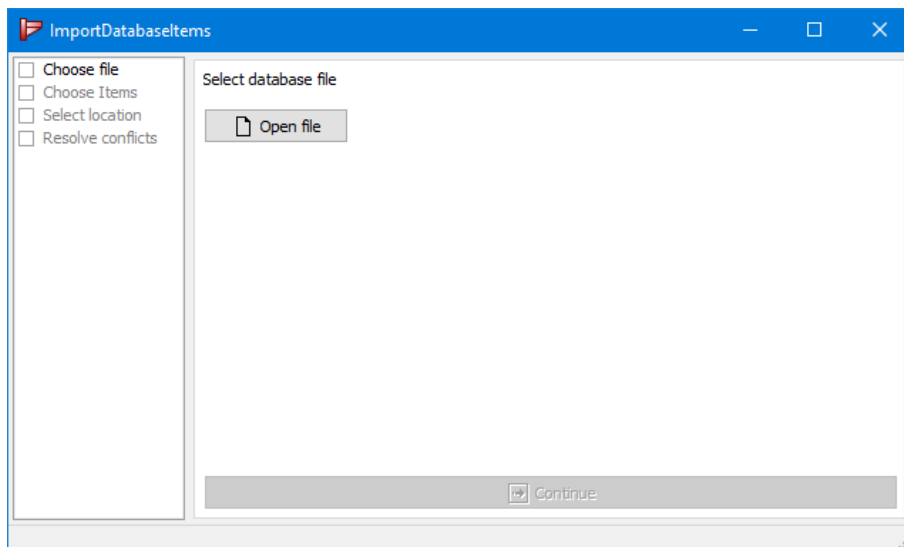 ImportDatabaseItems
Choose file
Choose Items
Select location
Resolve conflicts
Select database file
Open file
Continue